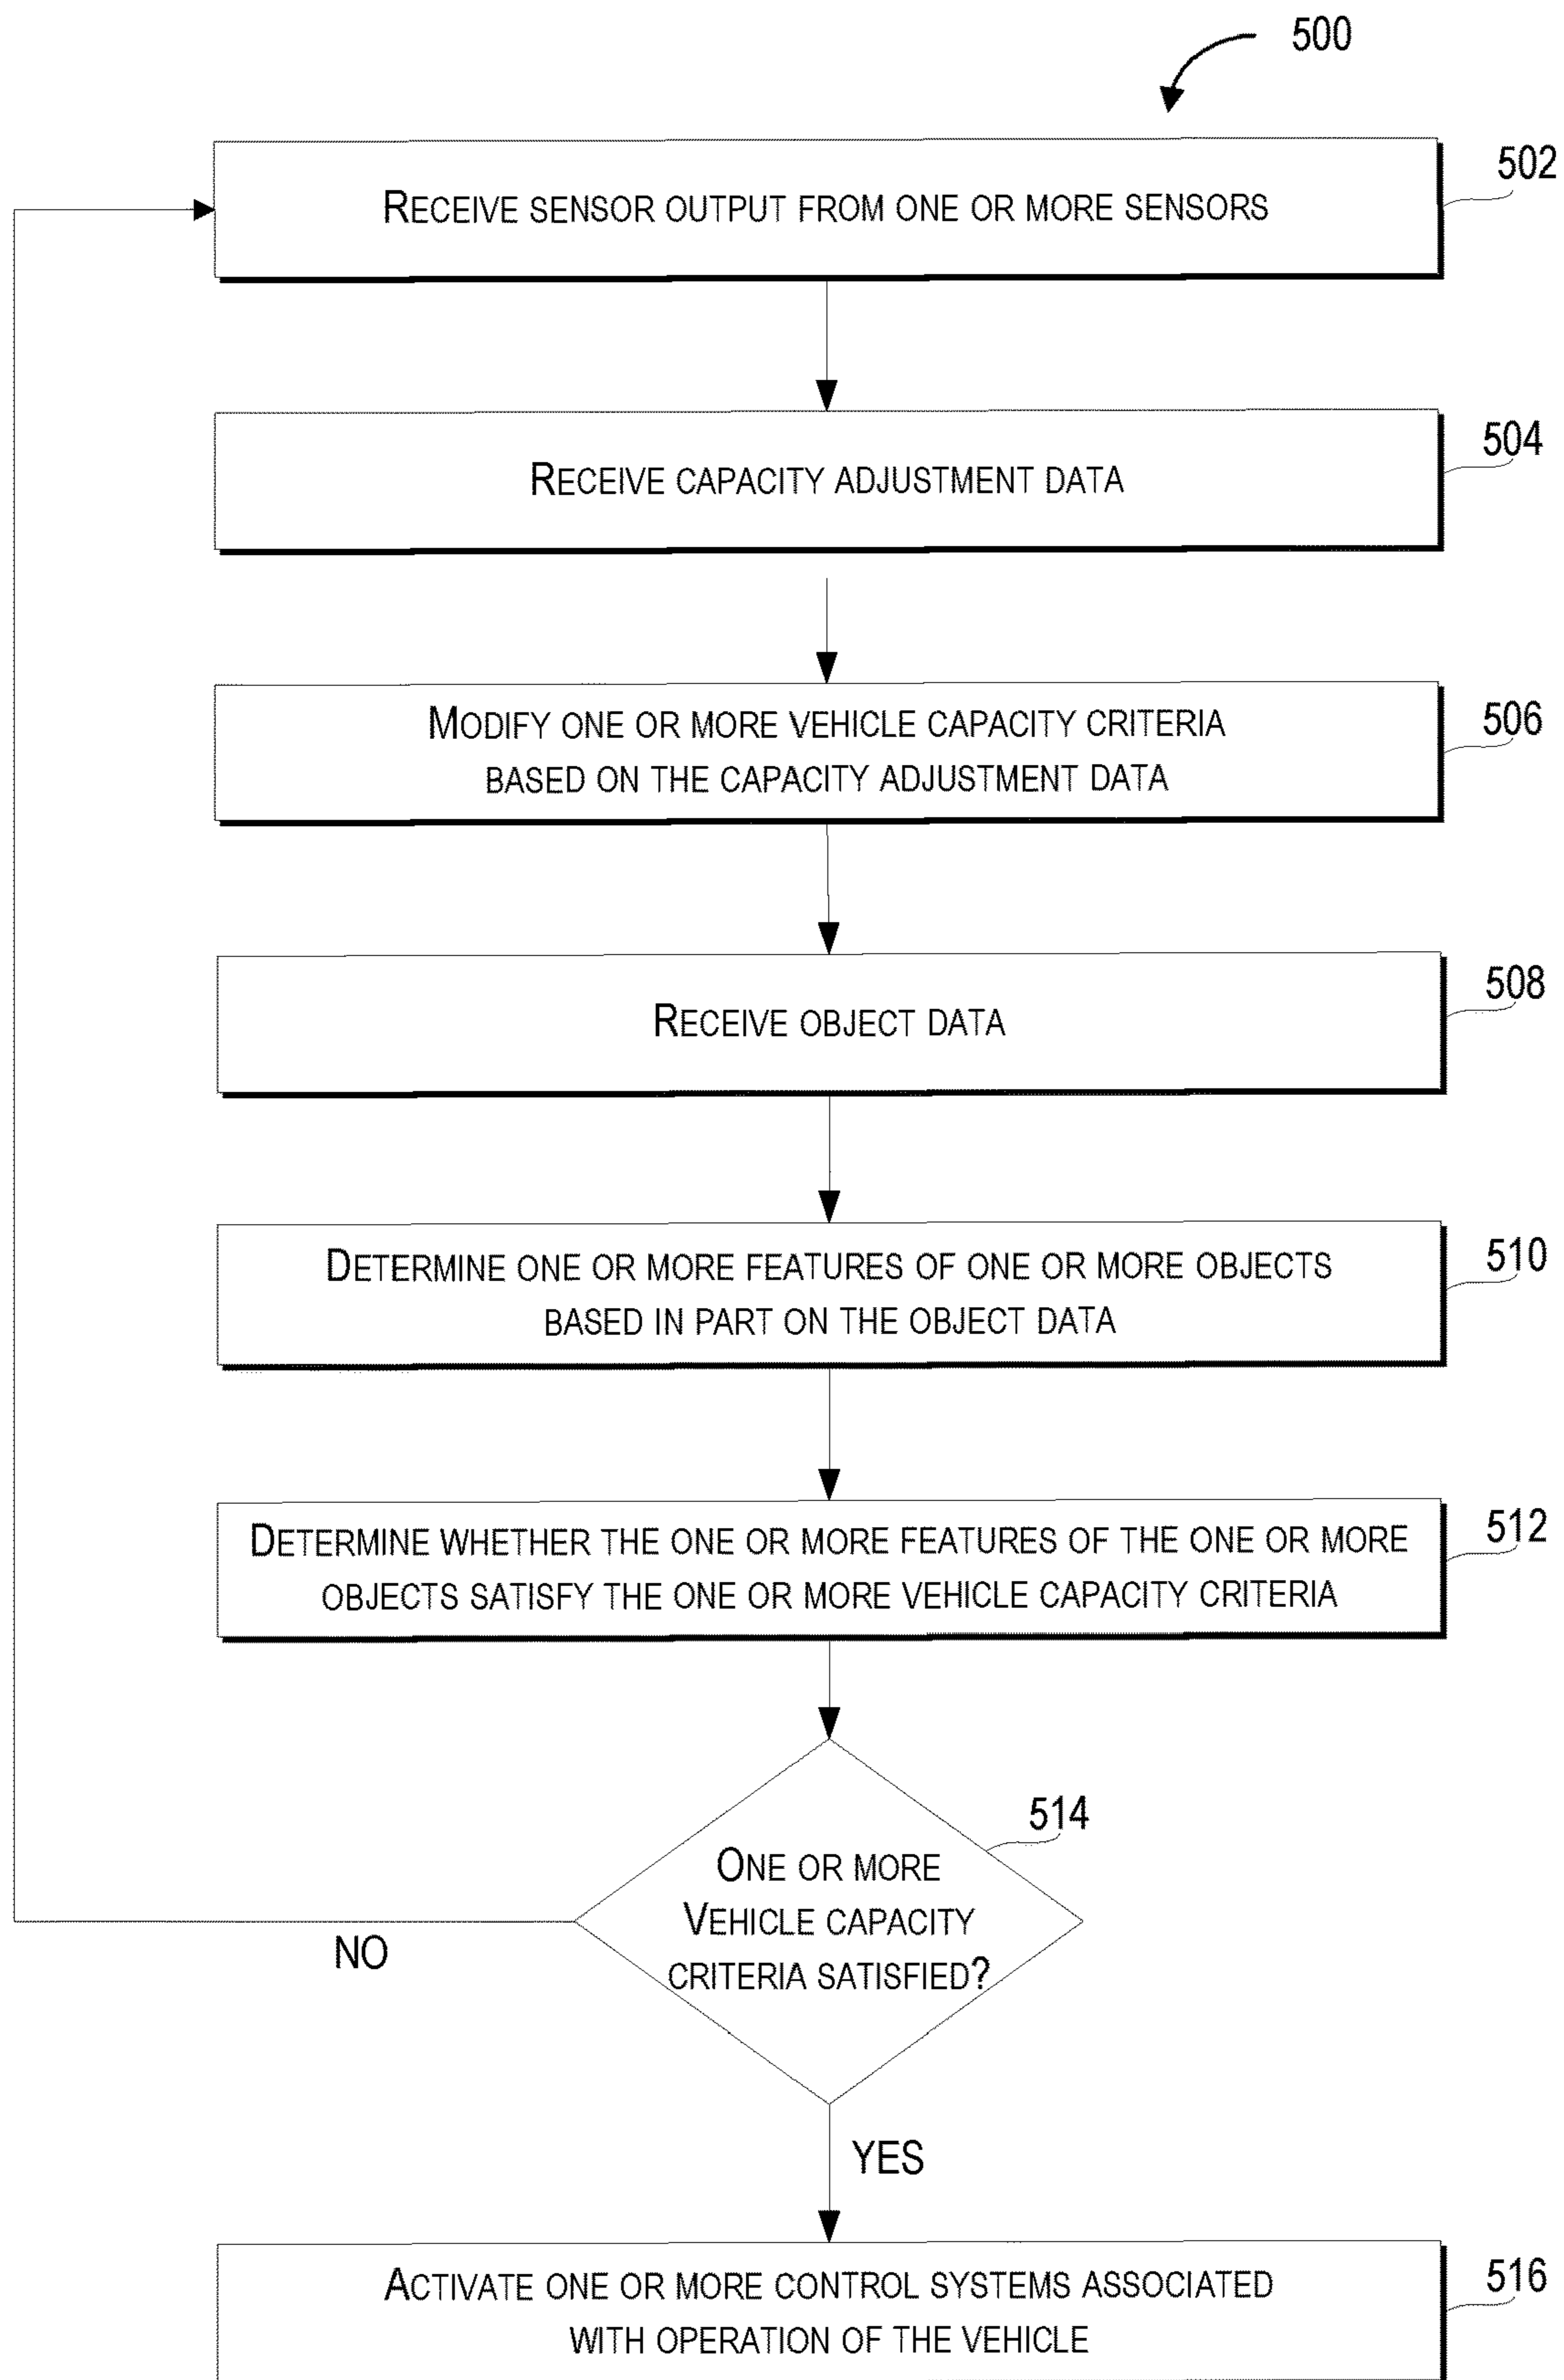 500
502
RECEIVE SENSOR OUTPUT FROM ONE OR MORE SENSORS
504
RECEIVE CAPACITY ADJUSTMENT DATA
506
MODIFY ONE OR MORE VEHICLE CAPACITY CRITERIA
BASED ON THE CAPACITY ADJUSTMENT DATA
508
RECEIVE OBJECT DATA
510
DETERMINE ONE OR MORE FEATURES OF ONE OR MORE OBJECTS
BASED IN PART ON THE OBJECT DATA
512
DETERMINE WHETHER THE ONE OR MORE FEATURES OF THE ONE OR MORE
OBJECTS SATISFY THE ONE OR MORE VEHICLE CAPACITY CRITERIA
514
ONE OR MORE
VEHICLE CAPACITY
CRITERIA SATISFIED?
NO
YES
516
ACTIVATE ONE OR MORE CONTROL SYSTEMS ASSOCIATED
WITH OPERATION OF THE VEHICLE